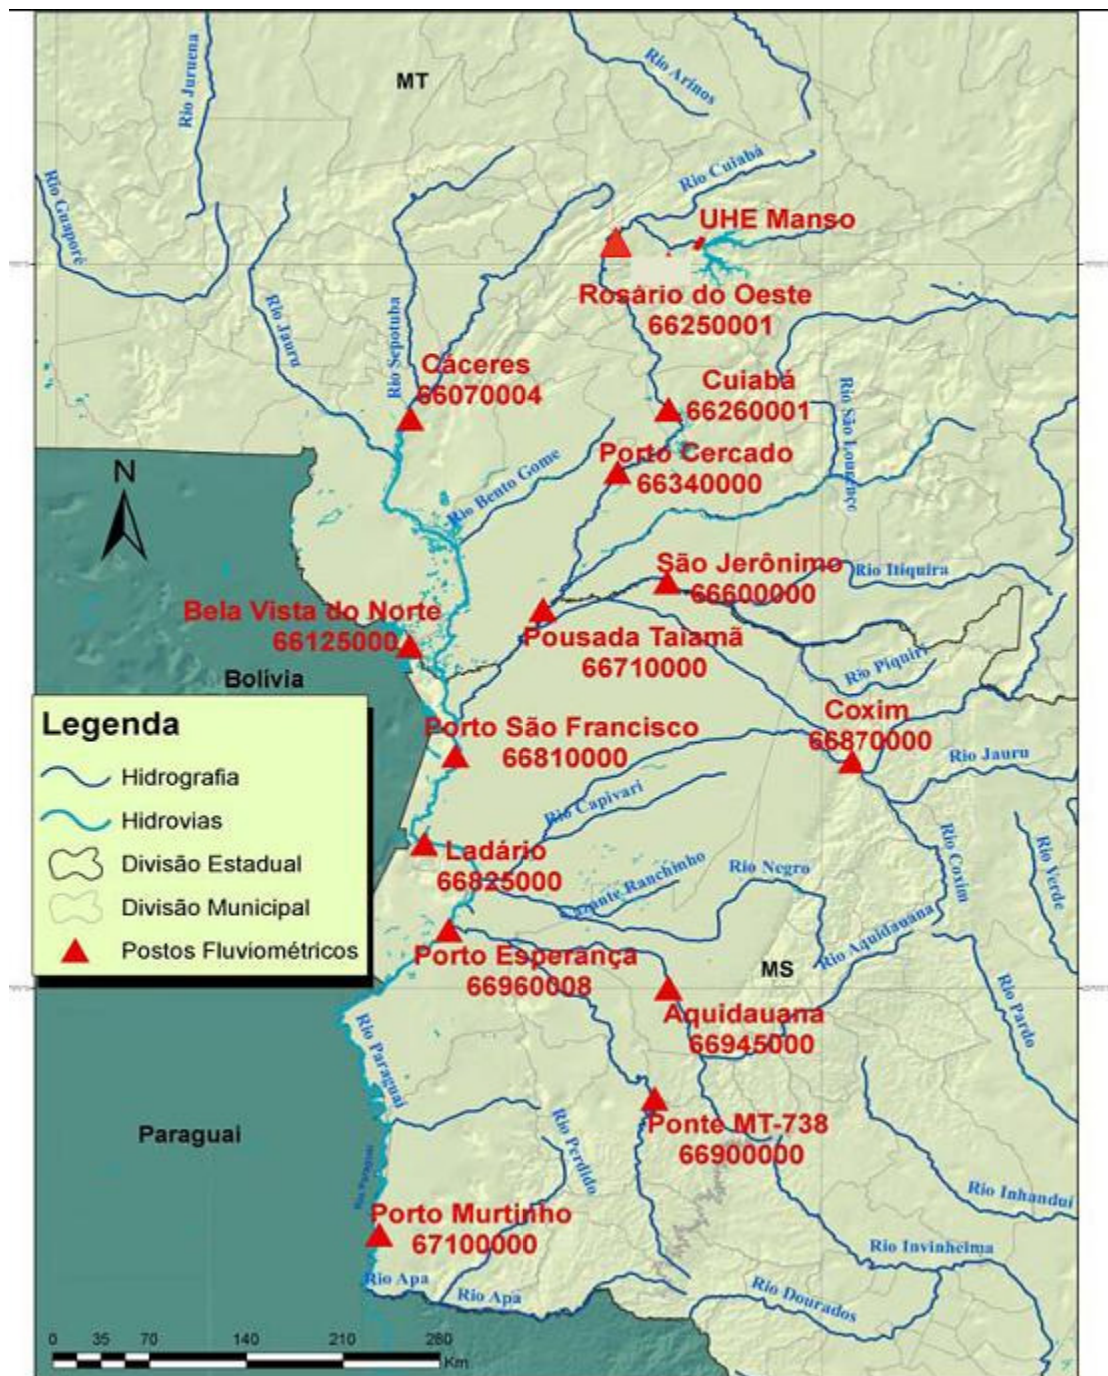 MT
Rio Juruena
Rio Arinos
Rio Guaporé
Rio Cuiabá
UHE Manso
Rosário do Oeste
66250001
Rio Jauru
Rio Sepotuba
Cáceres
66070004
Cuiabá
66260001
Rio São Lourenço
Porto Cercado
66340000
Rio Bento Gome
N
São Jerônimo
66600000
Rio Itiquira
Bela Vista do Norte
66125000
Pousada Taiamã
66710000
Rio Piquiri
Bolívia
Coxim
66870000
Porto São Francisco
66810000
Rio Jauru
Rio Capivari
Legenda
Hidrografia
Hidrovias
Divisão Estadual
Divisão Municipal
Postos Fluviométricos
Ladário
66825000
Ranchinho
Rio Negro
Rio Coxim
Rio Verde
Rio Aquidauana
Porto Esperança
66960008
MS
Aquidauana
66945000
Rio Pardo
Rio Paraguai
Paraguai
Ponte MT-738
66900000
Rio Perdido
Rio Paraguai
Rio Inhanduí
Porto Murtinho
67100000
Rio Invinheima
Rio Apa
Rio Apa
Rio Dourados
0 35 70 140 210 280
Km